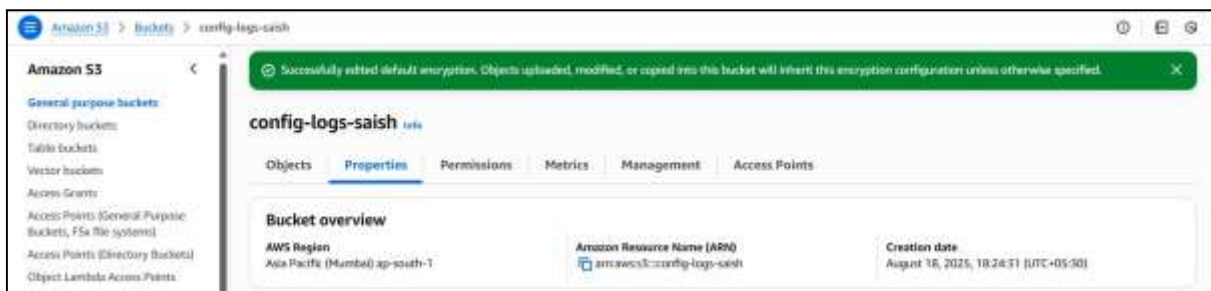 Amazon S3 > Buckets > config-logs-saish
Amazon S3
General purpose buckets
Directory buckets
Table buckets
Vector buckets
Access Grants
Access Points (General Purpose
Buckets, FSx file systems)
Access Points (Directory Buckets)
Object Lambda Access Points
Successfully edited default encryption. Objects uploaded, modified, or copied into this bucket will inherit this encryption configuration unless otherwise specified.
config-logs-saish Info
Objects Properties Permissions Metrics Management Access Points
Bucket overview
AWS Region
Asia Pacific (Mumbai) ap-south-1
Amazon Resource Name (ARN)
arn:aws:s3:::config-logs-saish
Creation date
August 18, 2025, 18:24:31 (UTC+05:30)